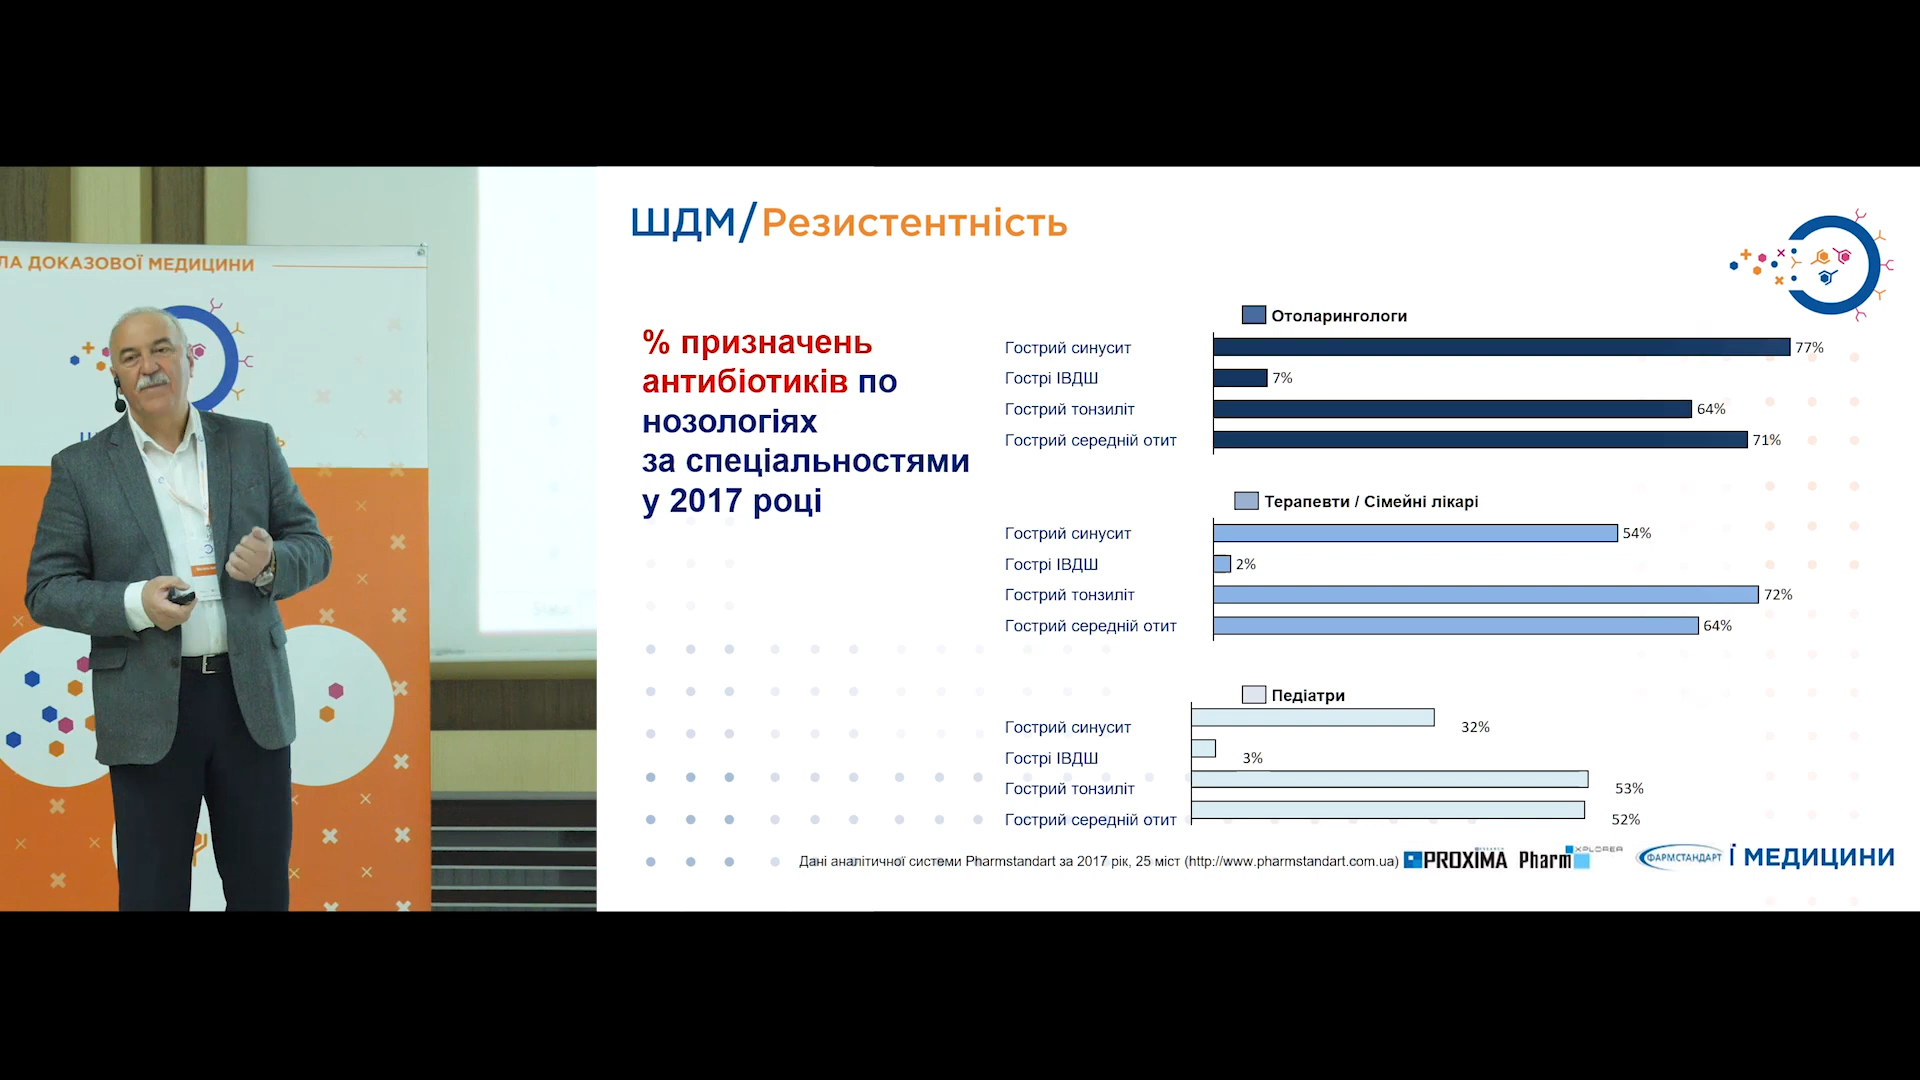 ЛА ДОКАЗОВОЇ МЕДИЦИНИ
ШДМ/Резистентність
% призначень
антибіотиків по
нозологіях
за спеціальностями
у 2017 році
Отоларингологи
Гострий синусит 77%
Гострі ІВДШ 7%
Гострий тонзиліт 64%
Гострий середній отит 71%
Терапевти / Сімейні лікарі
Гострий синусит 54%
Гострі ІВДШ 2%
Гострий тонзиліт 72%
Гострий середній отит 64%
Педіатри
Гострий синусит 32%
Гострі ІВДШ 3%
Гострий тонзиліт 53%
Гострий середній отит 52%
Дані аналітичної системи Pharmstandart за 2017 рік, 25 міст (http://www.pharmstandart.com.ua)
PROXIMA RESEARCH
Pharm XPLORER
ФАРМСТАНДАРТ
і МЕДИЦИНИ